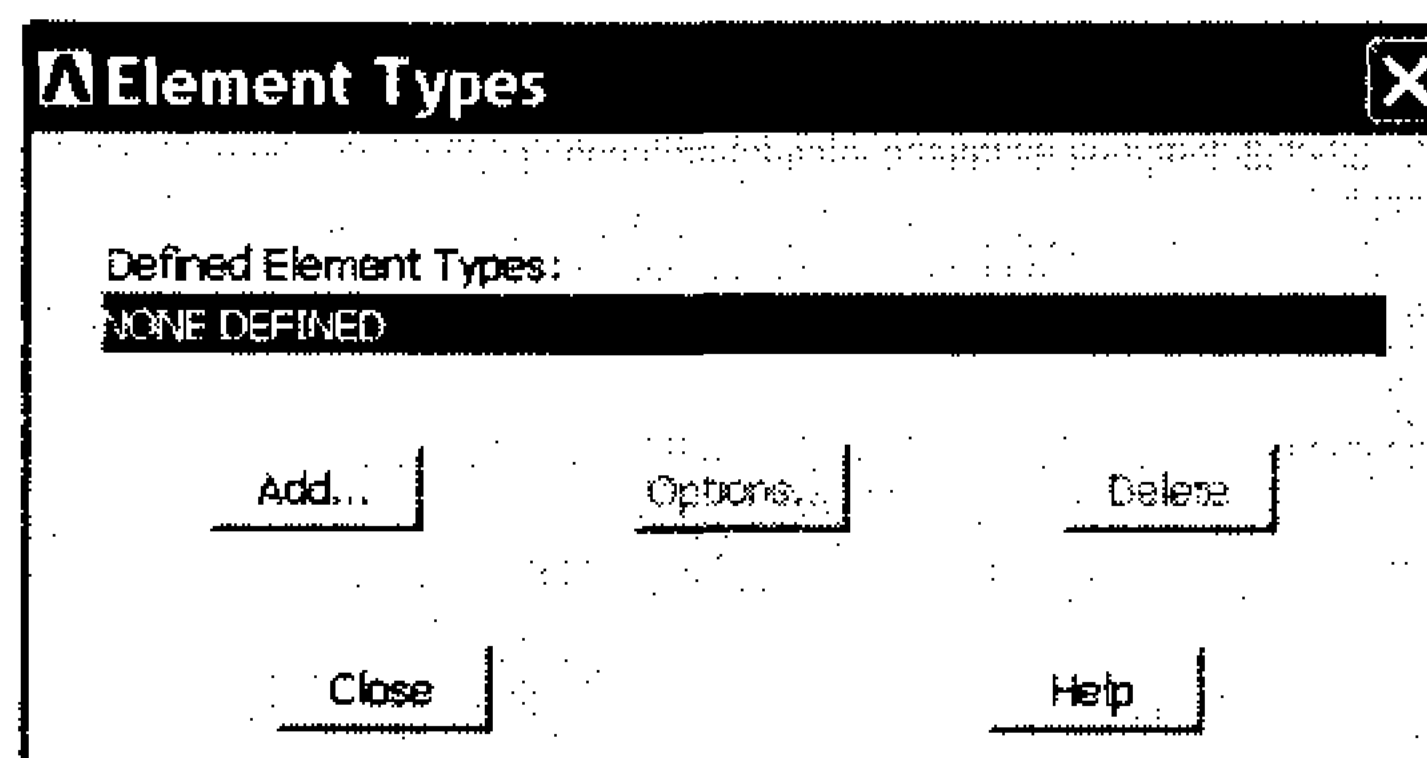 Element Types
Defined Element Types:
NONE DEFINED
Add... Options... Delete
Close Help